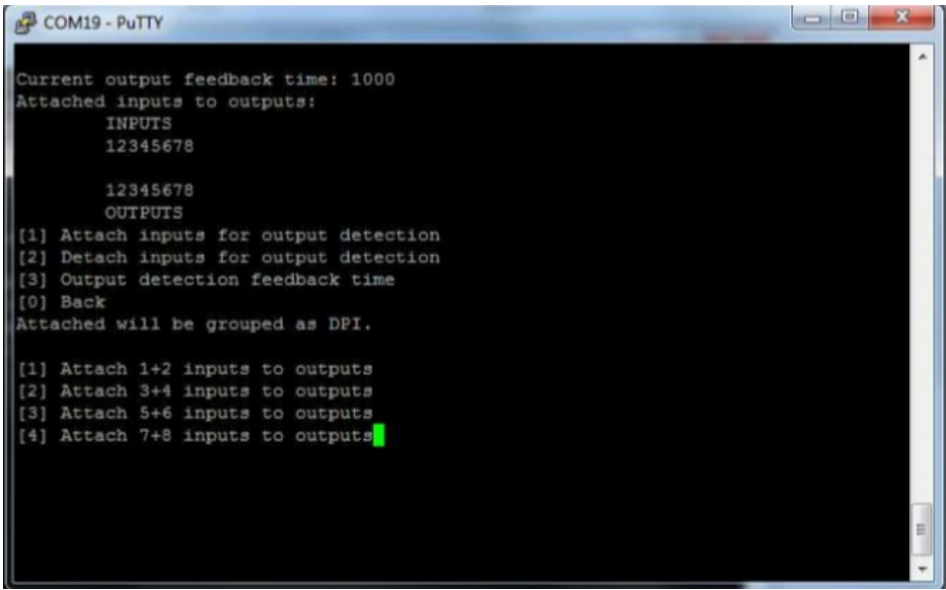 COM19 - PuTTY
Current output feedback time: 1000
Attached inputs to outputs:
INPUTS
12345678
12345678
OUTPUTS
[1] Attach inputs for output detection
[2] Detach inputs for output detection
[3] Output detection feedback time
[0] Back
Attached will be grouped as DPI.
[1] Attach 1+2 inputs to outputs
[2] Attach 3+4 inputs to outputs
[3] Attach 5+6 inputs to outputs
[4] Attach 7+8 inputs to outputs